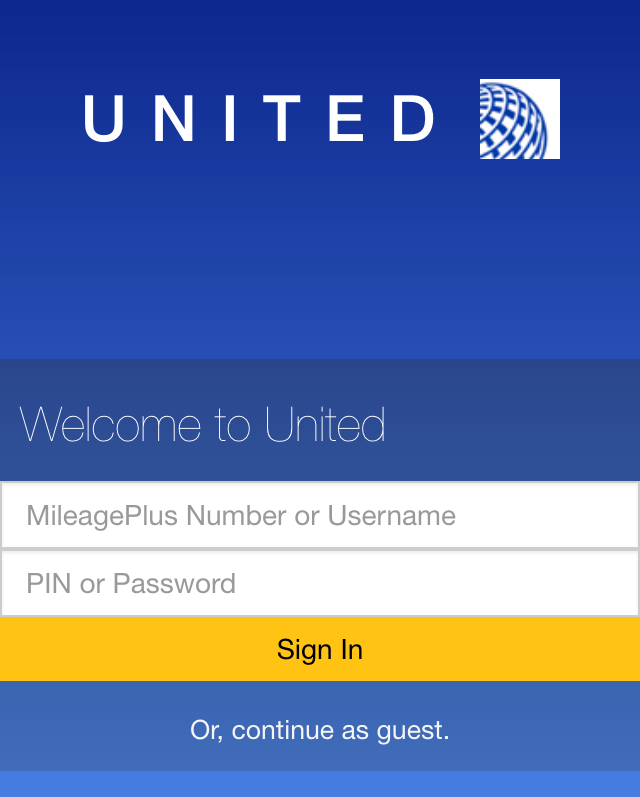 UNITED
Welcome to United
MileagePlus Number or Username
PIN or Password
Sign In
Or, continue as guest.